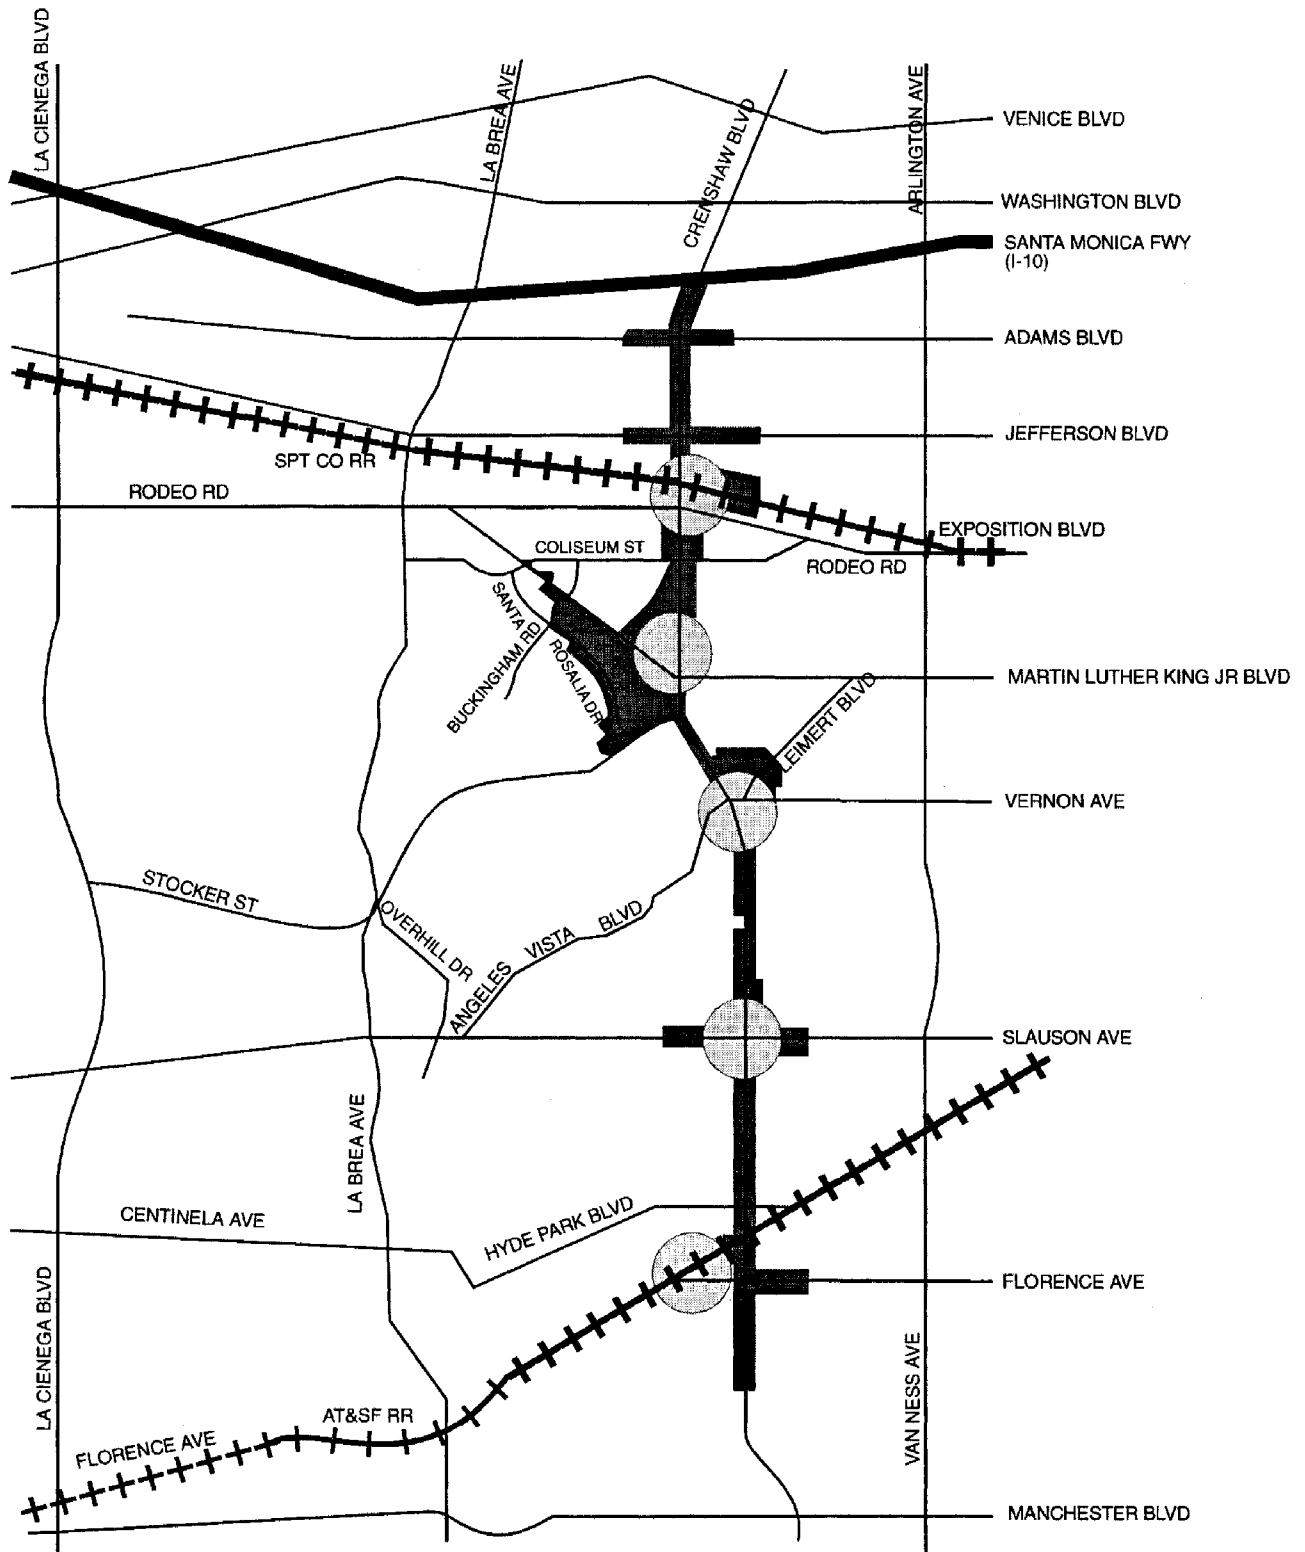 LA CIENEGA BLVD
LA BREA AVE
CRENSHAW BLVD
ARLINGTON AVE
VENICE BLVD
WASHINGTON BLVD
SANTA MONICA FWY
(I-10)
ADAMS BLVD
JEFFERSON BLVD
SPT CO RR
RODEO RD
EXPOSITION BLVD
COLISEUM ST
RODEO RD
SANTA
ROSALIA DR
BUCKINGHAM RD
MARTIN LUTHER KING JR BLVD
LEIMERT BLVD
VERNON AVE
STOCKER ST
OVERHILL DR
ANGELES VISTA BLVD
SLAUSON AVE
LA BREA AVE
CENTINELA AVE
HYDE PARK BLVD
FLORENCE AVE
LA CIENEGA BLVD
VAN NESS AVE
AT&SF RR
FLORENCE AVE
MANCHESTER BLVD